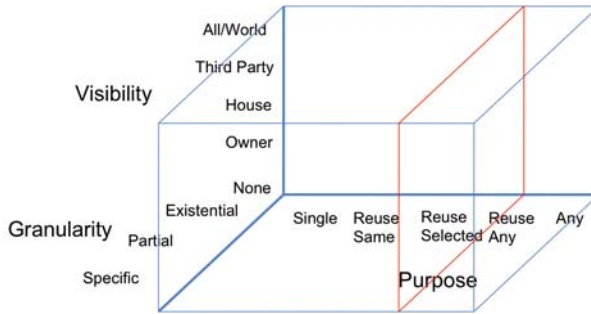 All/World
Third Party
Visibility
House
Owner
None
Existential
Granularity
Partial
Specific
Single
Reuse
Same
Reuse
Selected
Reuse
Any
Any
Purpose